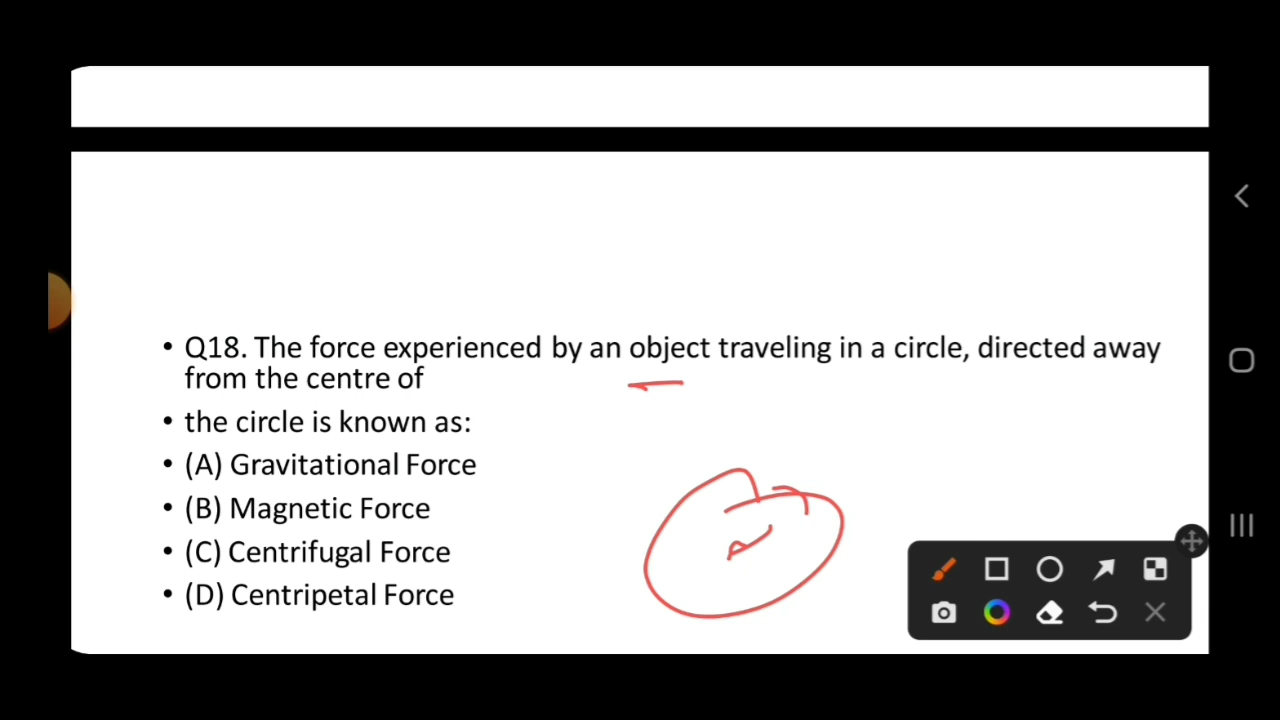 • Q18. The force experienced by an object traveling in a circle, directed away
from the centre of
• the circle is known as:
• (A) Gravitational Force
• (B) Magnetic Force
• (C) Centrifugal Force
• (D) Centripetal Force